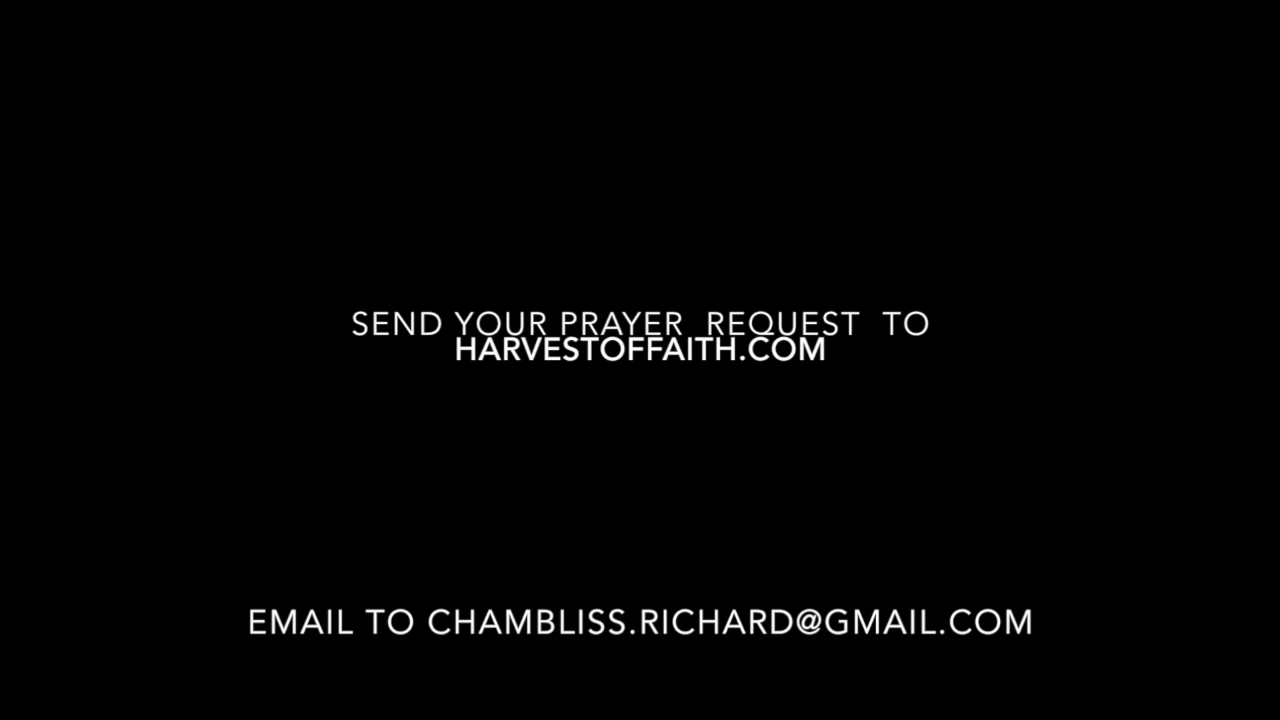 SEND YOUR PRAYER REQUEST TO
HARVESTOFFAITH.COM
EMAIL TO CHAMBLISS.RICHARD@GMAIL.COM